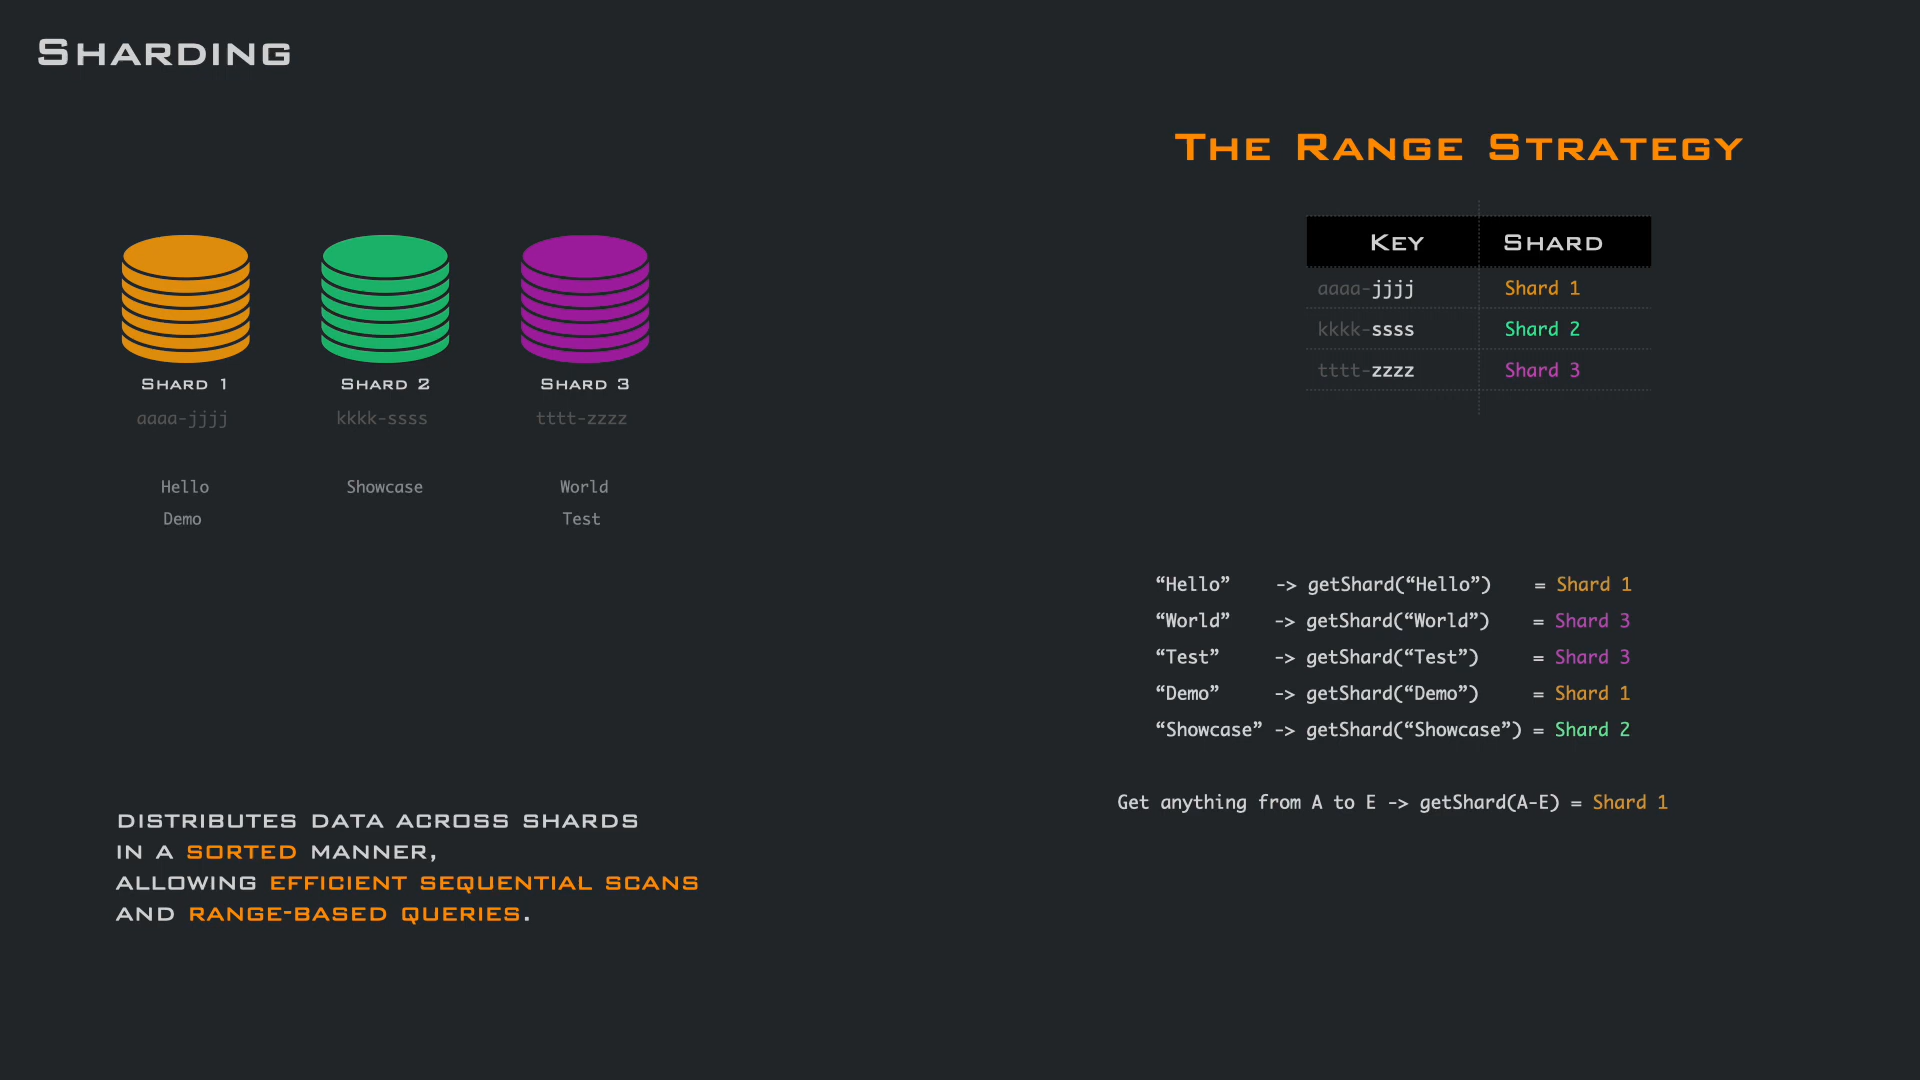 SHARDING
THE RANGE STRATEGY
KEY SHARD
aaaa-jjjj Shard 1
kkkk-ssss Shard 2
tttt-zzzz Shard 3
SHARD 1 SHARD 2 SHARD 3
aaaa-jjjj kkkk-ssss tttt-zzzz
Hello Showcase World
Demo Test
“Hello” -> getShard(“Hello”) = Shard 1
“World” -> getShard(“World”) = Shard 3
“Test” -> getShard(“Test”) = Shard 3
“Demo” -> getShard(“Demo”) = Shard 1
“Showcase” -> getShard(“Showcase”) = Shard 2
Get anything from A to E -> getShard(A-E) = Shard 1
DISTRIBUTES DATA ACROSS SHARDS
IN A SORTED MANNER,
ALLOWING EFFICIENT SEQUENTIAL SCANS
AND RANGE-BASED QUERIES.